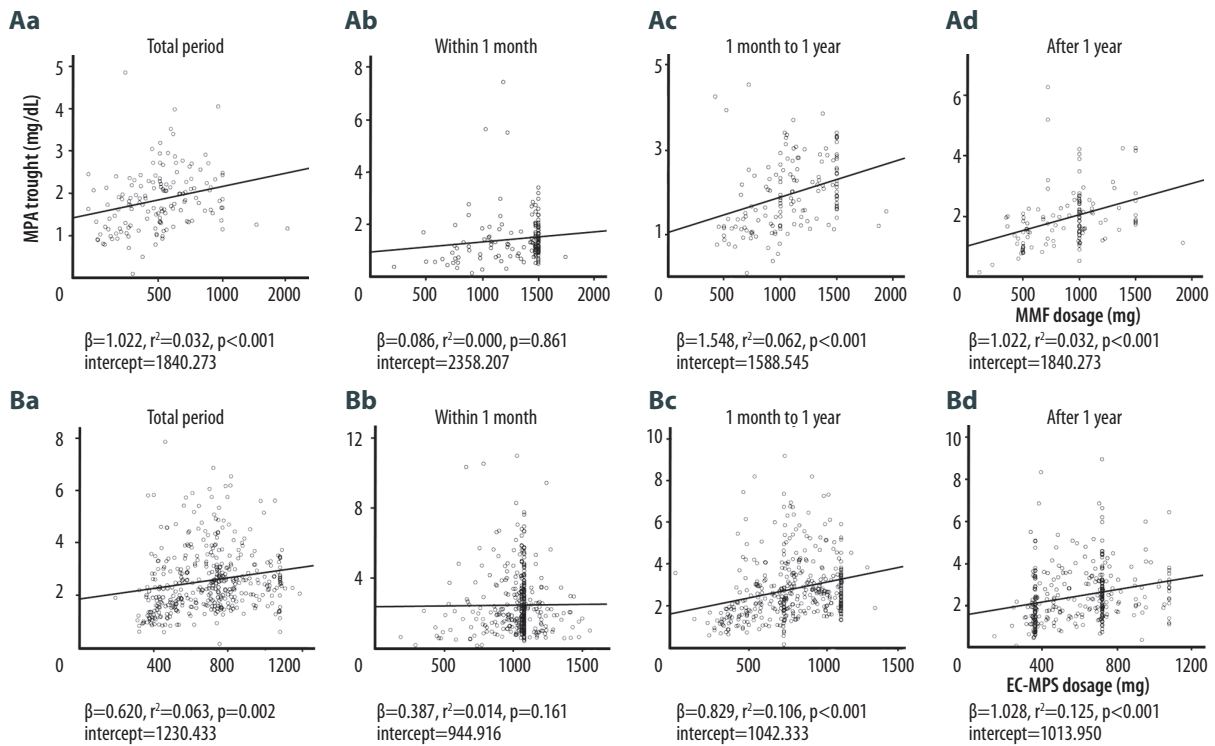 Aa Ab Ac Ad
Total period Within 1 month 1 month to 1 year After 1 year
MPA trought (mg/dL)
5 4 3 2 1 0
8 6 4 2 0
5 3 1 0
6 4 2 0
500 1000 2000
500 1000 1500 2000
500 1000 1500 2000
500 1000 1500 2000
MMF dosage (mg)
β=1.022, r²=0.032, p<0.001
intercept=1840.273
β=0.086, r²=0.000, p=0.861
intercept=2358.207
β=1.548, r²=0.062, p<0.001
intercept=1588.545
β=1.022, r²=0.032, p<0.001
intercept=1840.273
Ba Bb Bc Bd
Total period Within 1 month 1 month to 1 year After 1 year
8 6 4 2 0
12 8 4 0
10 8 6 4 2 0
10 8 6 4 2 0
400 800 1200
500 1000 1500
500 1000 1500
400 800 1200
EC-MPS dosage (mg)
β=0.620, r²=0.063, p=0.002
intercept=1230.433
β=0.387, r²=0.014, p=0.161
intercept=944.916
β=0.829, r²=0.106, p<0.001
intercept=1042.333
β=1.028, r²=0.125, p<0.001
intercept=1013.950